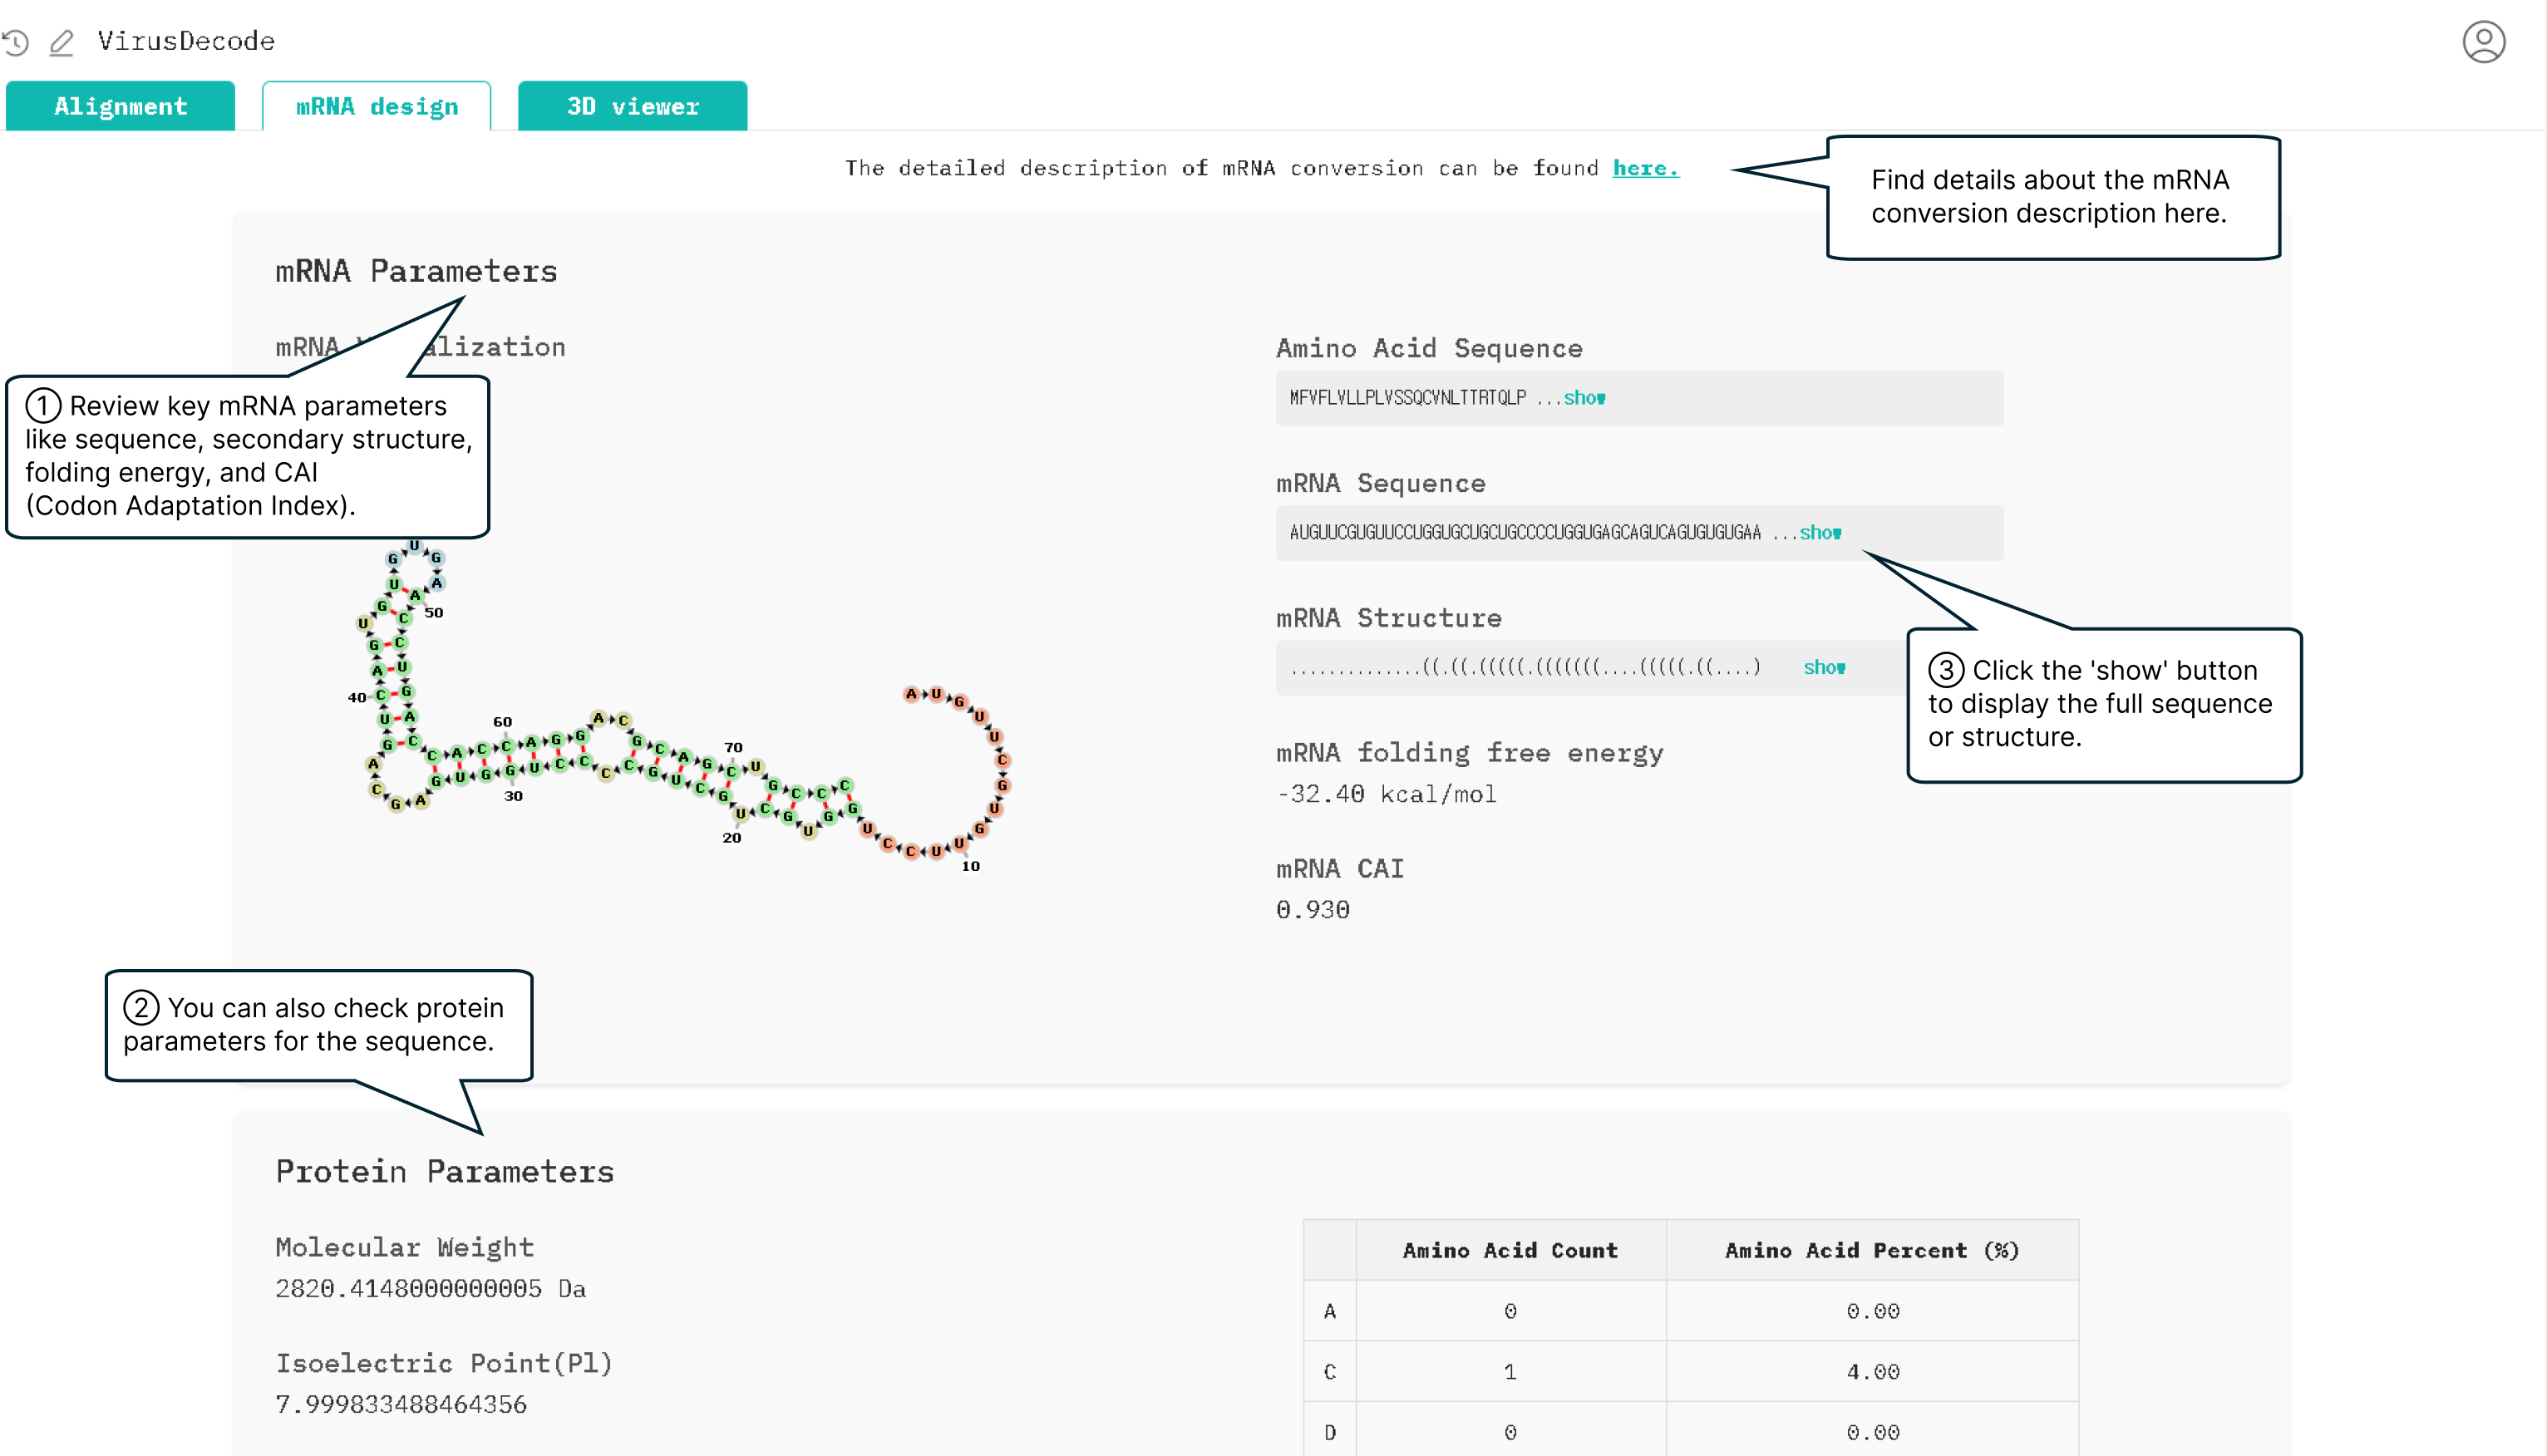 VirusDecode
Alignment
mRNA design
3D viewer
The detailed description of mRNA conversion can be found here.
Find details about the mRNA
conversion description here.
mRNA Parameters
mRNA
alization
① Review key mRNA parameters
like sequence, secondary structure,
folding energy, and CAI
(Codon Adaptation Index).
50
40
60
30
70
20
10
Amino Acid Sequence
MFVFLVLLPLVSSQCVNLTTRTQLP ...show
mRNA Sequence
AUGUUCGUGUUCCUGGUGCUGCUGCCCCUGGUGAGCAGUCAGUGUGUGAA ...show
mRNA Structure
..............((.((.(((((.(((((((....(((((.((....) show
③ Click the 'show' button
to display the full sequence
or structure.
mRNA folding free energy
-32.40 kcal/mol
mRNA CAI
0.930
② You can also check protein
parameters for the sequence.
Protein Parameters
Molecular Weight
2820.4148000000005 Da
Isoelectric Point(Pl)
7.999833488464356
Amino Acid Count Amino Acid Percent (%)
A 0 0.00
C 1 4.00
D 0 0.00